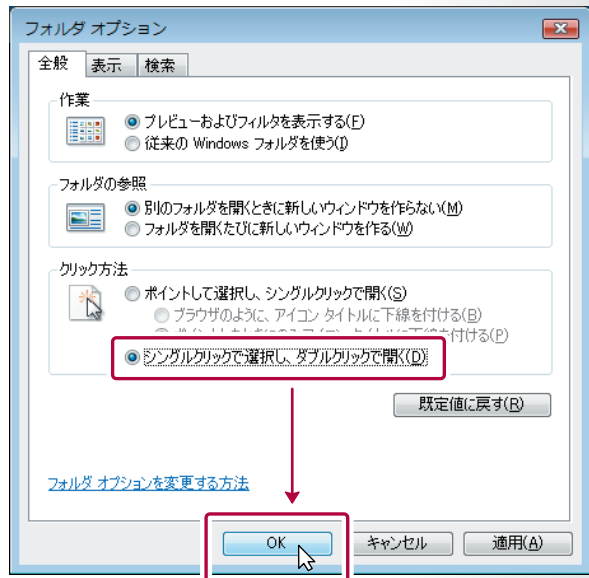 フォルダ オプション
全般
表示
検索
作業
プレビューおよびフィルタを表示する(F)
従来の Windows フォルダを使う(I)
フォルダの参照
別のフォルダを開くときに新しいウィンドウを作らない(M)
フォルダを開くたびに新しいウィンドウを作る(W)
クリック方法
ポイントして選択し、シングルクリックで開く(S)
ブラウザのように、アイコン タイトルに下線を付ける(B)
付ける(P)
シングルクリックで選択し、ダブルクリックで開く(D)
既定値に戻す(R)
フォルダ オプションを変更する方法
OK
キャンセル
適用(A)